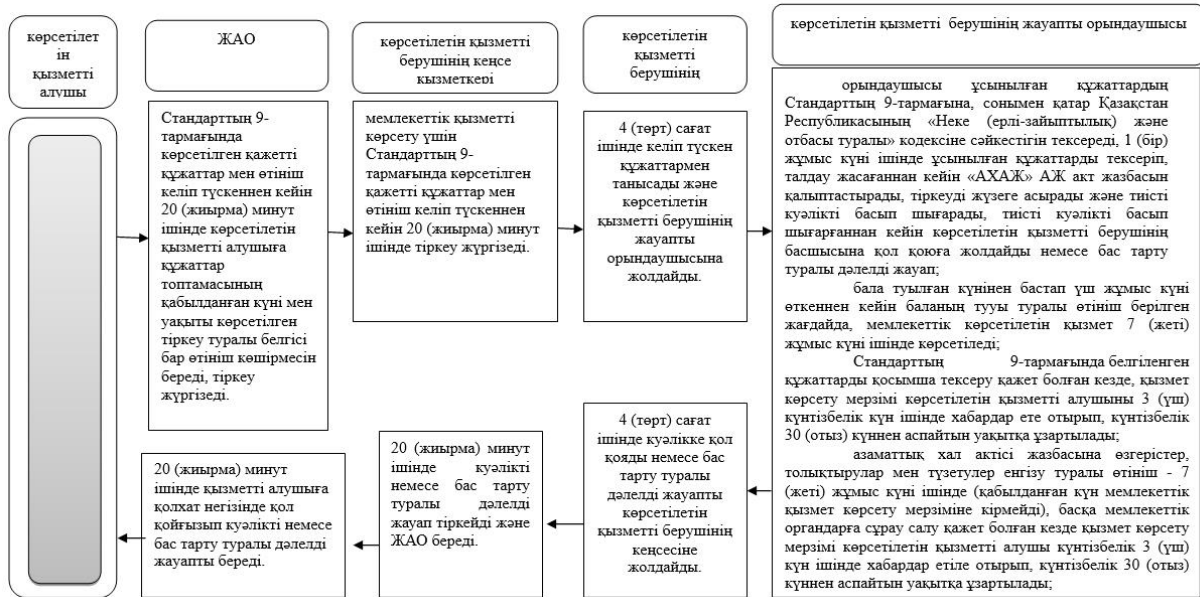 көрсетілет
ін
қызметті
алушы
ЖАО
көрсетілетін қызметті
берушінің кеңсе
қызметкері
көрсетілетін
қызметті
берушінің
көрсетілетін қызметті берушінің жауапты орындаушысы
Стандарттың 9-
тармағында
көрсетілген қажетті
құжаттар мен өтініш
келіп түскеннен кейін
20 (жиырма) минут
ішінде көрсетілетін
қызметті алушыға
құжаттар
топтамасының
қабылданған күні мен
уақыты көрсетілген
тіркеу туралы белгісі
бар өтініш көшірмесін
береді, тіркеу
жүргізеді.
мемлекеттік қызметті
көрсету үшін
Стандарттың 9-
тармағында көрсетілген
қажетті құжаттар мен
өтініш келіп түскеннен
кейін 20 (жиырма) минут
ішінде тіркеу жүргізеді.
4 (төрт) сағат
ішінде келіп түскен
құжаттармен
танысады және
көрсетілетін
қызметті берушінің
жауапты
орындаушысына
жолдайды.
орындаушысы ұсынылған құжаттардың
Стандарттың 9-тармағына, сонымен қатар Қазақстан
Республикасының «Неке (ерлі-зайыптылық) және
отбасы туралы» кодексіне сәйкестігін тексереді, 1 (бір)
жұмыс күні ішінде ұсынылған құжаттарды тексеріп,
талдау жасағаннан кейін «АХАЖ» АЖ акт жазбасын
қалыптастырады, тіркеуді жүзеге асырады және тиісті
куәлікті басып шығарады, тиісті куәлікті басып
шығарғаннан кейін көрсетілетін қызметті берушінің
басшысына қол қоюға жолдайды немесе бас тарту
туралы дәлелді жауап;
бала туылған күнінен бастап үш жұмыс күні
өткеннен кейін баланың тууы туралы өтініш берілген
жағдайда, мемлекеттік көрсетілетін қызмет 7 (жеті)
жұмыс күні ішінде көрсетіледі;
Стандарттың 9-тармағында белгіленген
құжаттарды қосымша тексеру қажет болған кезде, қызмет
көрсету мерзімі көрсетілетін қызметті алушыны 3 (үш)
күнтізбелік күн ішінде хабардар ете отырып, күнтізбелік
30 (отыз) күннен аспайтын уақытқа ұзартылады;
азаматтық хал актісі жазбасына өзгерістер,
толықтырулар мен түзетулер енгізу туралы өтініш - 7
(жеті) жұмыс күні ішінде (қабылданған күн мемлекеттік
қызмет көрсету мерзіміне кірмейді), басқа мемлекеттік
органдарға сұрау салу қажет болған кезде қызмет көрсету
мерзімі көрсетілетін қызметті алушы күнтізбелік 3 (үш)
күн ішінде хабардар етіле отырып, күнтізбелік 30 (отыз)
күннен аспайтын уақытқа ұзартылады;
4 (төрт) сағат
ішінде куәлікке қол
қояды немесе бас
тарту туралы
дәлелді жауапты
көрсетілетін
қызметті берушінің
кеңсесіне
жолдайды.
20 (жиырма) минут
ішінде куәлікті
немесе бас тарту
туралы дәлелді
жауап тіркейді және
ЖАО береді.
20 (жиырма) минут
ішінде қызметті алушыға
қолхат негізінде қол
қойғызып куәлікті немесе
бас тарту туралы дәлелді
жауапты береді.